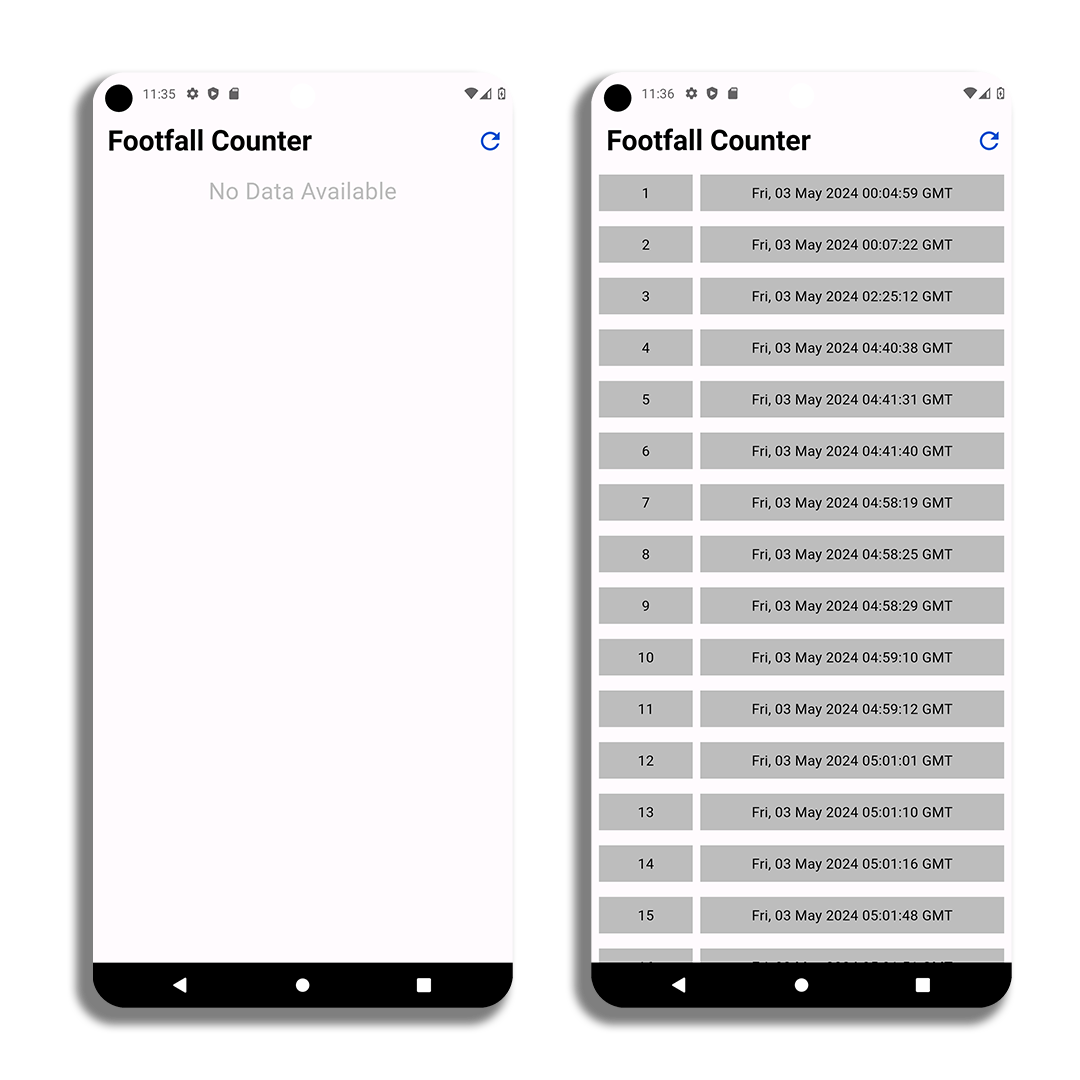 11:35
Footfall Counter
No Data Available
11:36
Footfall Counter
1 Fri, 03 May 2024 00:04:59 GMT
2 Fri, 03 May 2024 00:07:22 GMT
3 Fri, 03 May 2024 02:25:12 GMT
4 Fri, 03 May 2024 04:40:38 GMT
5 Fri, 03 May 2024 04:41:31 GMT
6 Fri, 03 May 2024 04:41:40 GMT
7 Fri, 03 May 2024 04:58:19 GMT
8 Fri, 03 May 2024 04:58:25 GMT
9 Fri, 03 May 2024 04:58:29 GMT
10 Fri, 03 May 2024 04:59:10 GMT
11 Fri, 03 May 2024 04:59:12 GMT
12 Fri, 03 May 2024 05:01:01 GMT
13 Fri, 03 May 2024 05:01:10 GMT
14 Fri, 03 May 2024 05:01:16 GMT
15 Fri, 03 May 2024 05:01:48 GMT